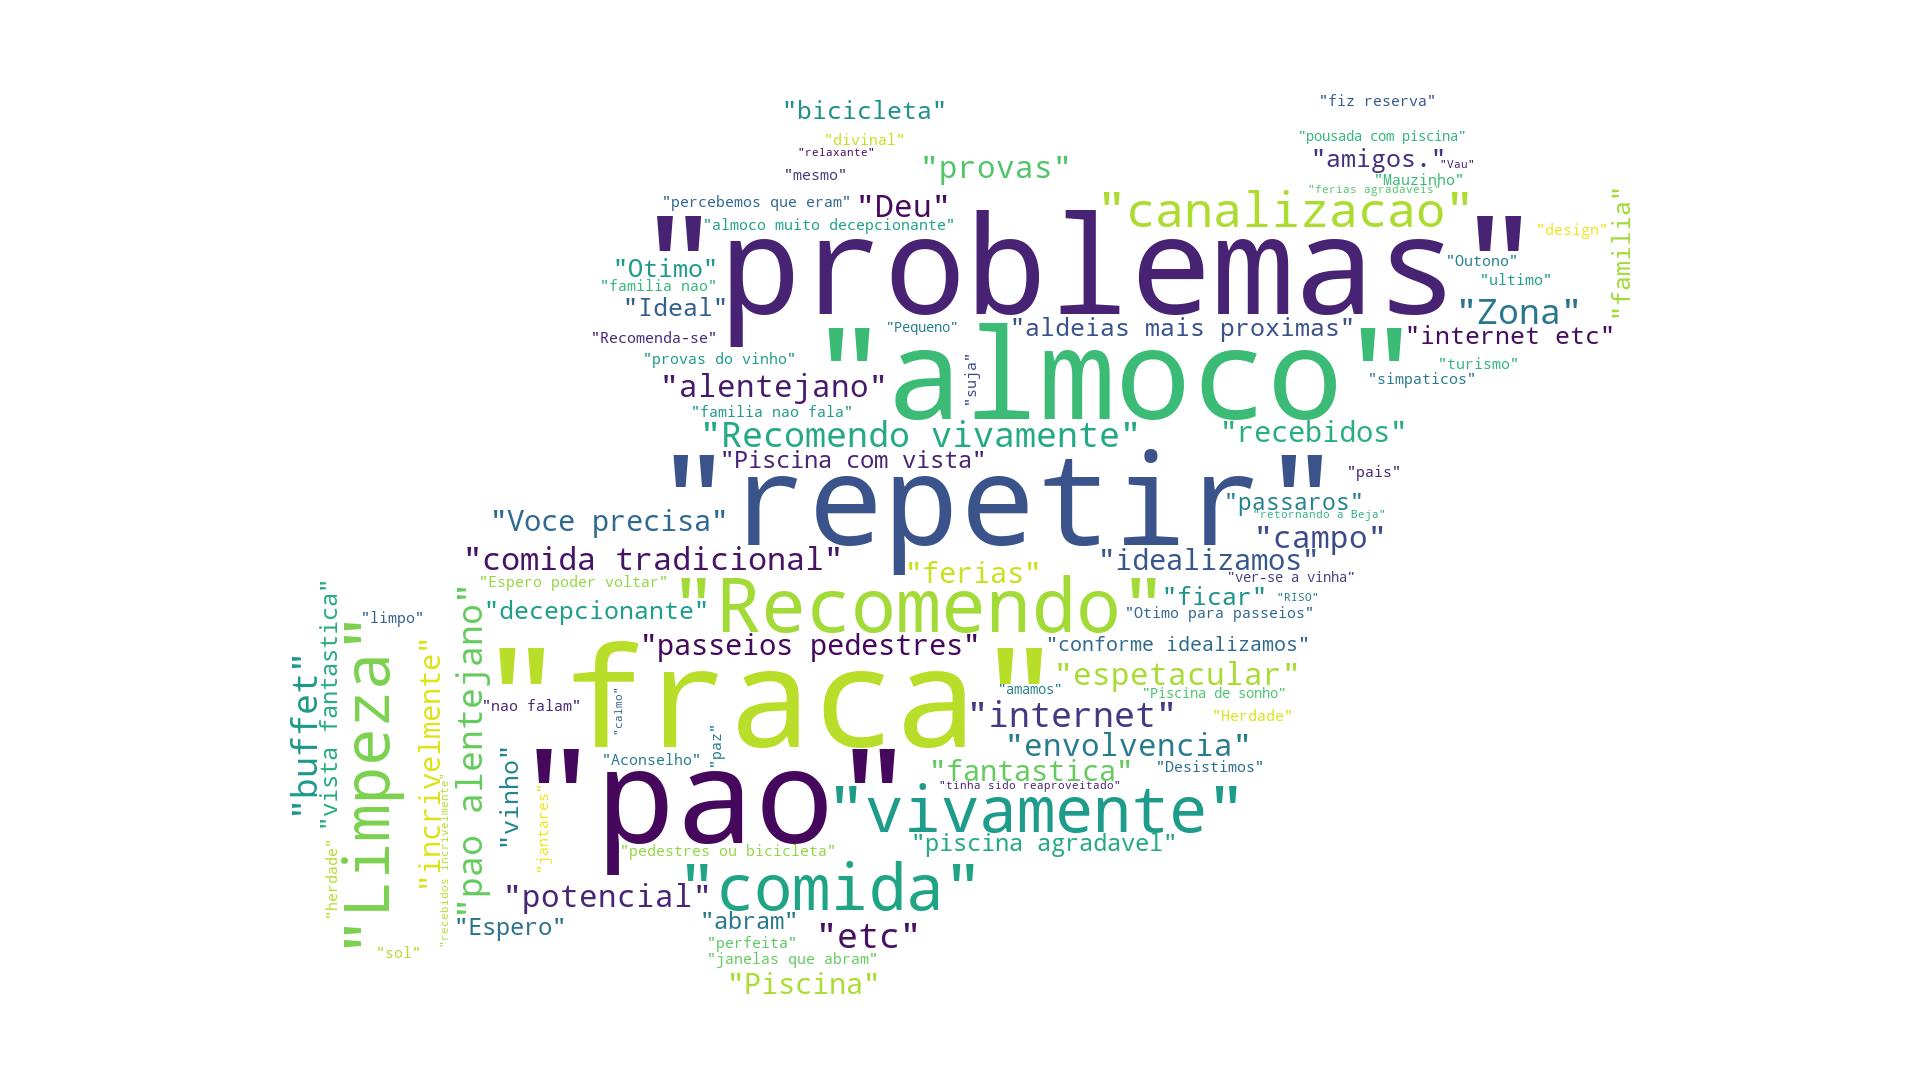 "bicicleta"
"fiz reserva"
"divinal"
"pousada com piscina"
"relaxante"
"provas"
"amigos."
"Vau"
"mesmo"
"Mauzinho"
"ferias agradaveis"
"percebemos que eram"
"Deu"
"canalizacao"
"almoco muito decepcionante"
"problemas"
"design"
"familia"
"Otimo"
"Outono"
"familia nao"
"ultimo"
"Ideal"
"Zona"
"Pequeno"
"aldeias mais proximas"
"internet etc"
"Recomenda-se"
"provas do vinho"
"almoco"
"turismo"
"suja"
"simpaticos"
"alentejano"
"familia nao fala"
"Recomendo vivamente"
"recebidos"
"Piscina com vista"
"pais"
"repetir"
"passaros"
"retornando a Beja"
"Voce precisa"
"campo"
"comida tradicional"
"idealizamos"
"ferias"
"ver-se a vinha"
"Espero poder voltar"
"Recomendo"
"ficar"
"RISO"
"decepcionante"
"Otimo para passeios"
"limpo"
"passeios pedestres"
"conforme idealizamos"
"espetacular"
"fraca"
"amamos"
"Piscina de sonho"
"nao falam"
"calmo"
"internet"
"Herdade"
"buffet"
"vista fantastica"
"Limpeza"
"incrivelmente"
"pao alentejano"
"envolvencia"
"paz"
"Aconselho"
"fantastica"
"Desistimos"
"vinho"
"pao"
"tinha sido reaproveitado"
"vivamente"
"jantares"
"recebidos incrivelmente"
"herdade"
"pedestres ou bicicleta"
"piscina agradavel"
"comida"
"potencial"
"Espero"
"abram"
"etc"
"perfeita"
"sol"
"janelas que abram"
"Piscina"